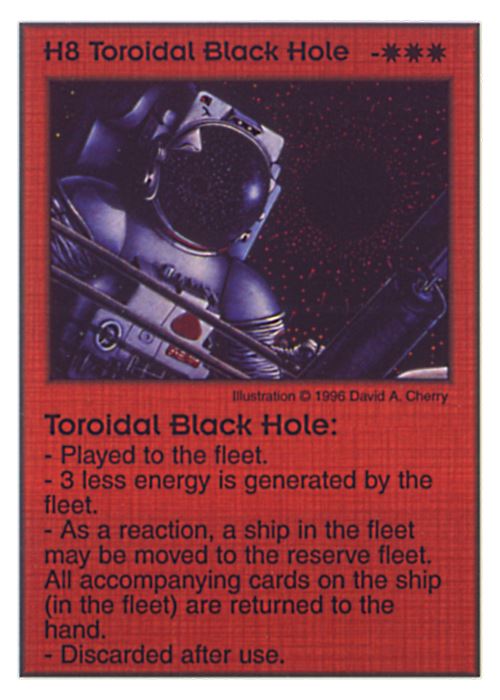 H8 Toroidal Black Hole -✷✷✷
Illustration © 1996 David A. Cherry
Toroidal Black Hole:
- Played to the fleet.
- 3 less energy is generated by the
fleet.
- As a reaction, a ship in the fleet
may be moved to the reserve fleet.
All accompanying cards on the ship
(in the fleet) are returned to the
hand.
- Discarded after use.